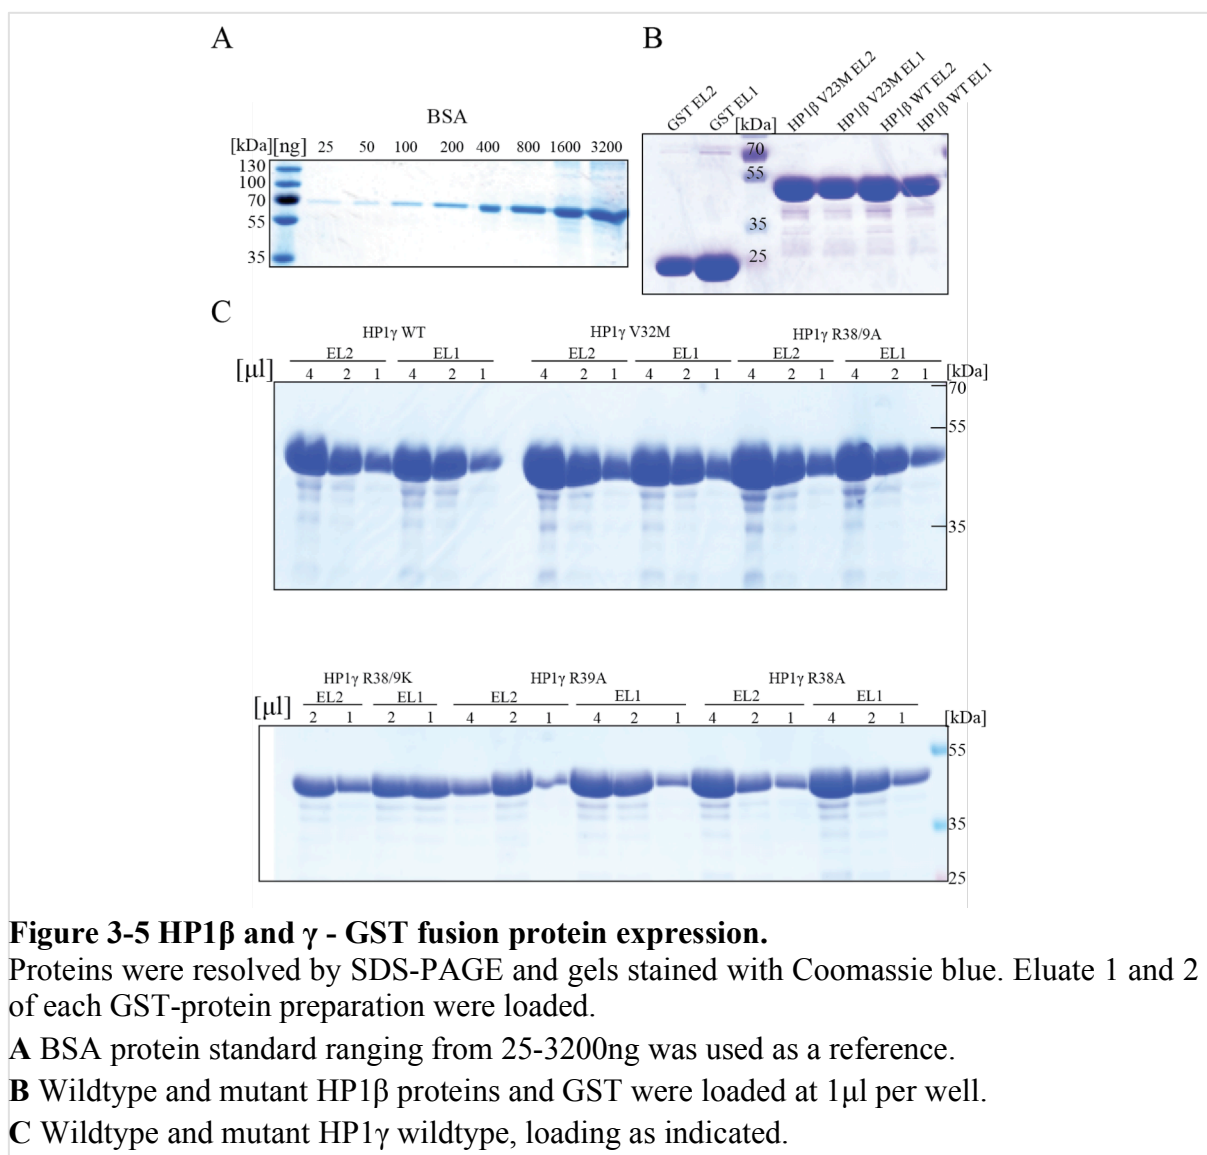 A
B
BSA
[kDa][ng] 25 50 100 200 400 800 1600 3200
130
100
70
55
35
GST EL2
GST EL1
[kDa]
HP1β V23M EL2
HP1β V23M EL1
HP1β WT EL2
HP1β WT EL1
70
55
35
25
C
HP1γ WT HP1γ V32M HP1γ R38/9A
EL2 EL1 EL2 EL1 EL2 EL1
[µl] 4 2 1 4 2 1 4 2 1 4 2 1 4 2 1 4 2 1 [kDa]
70
55
35
HP1γ R38/9K HP1γ R39A HP1γ R38A
EL2 EL1 EL2 EL1 EL2 EL1
[µl] 2 1 2 1 4 2 1 4 2 1 4 2 1 4 2 1 [kDa]
55
35
25
Figure 3-5 HP1β and γ - GST fusion protein expression.
Proteins were resolved by SDS-PAGE and gels stained with Coomassie blue. Eluate 1 and 2
of each GST-protein preparation were loaded.
A BSA protein standard ranging from 25-3200ng was used as a reference.
B Wildtype and mutant HP1β proteins and GST were loaded at 1µl per well.
C Wildtype and mutant HP1γ wildtype, loading as indicated.